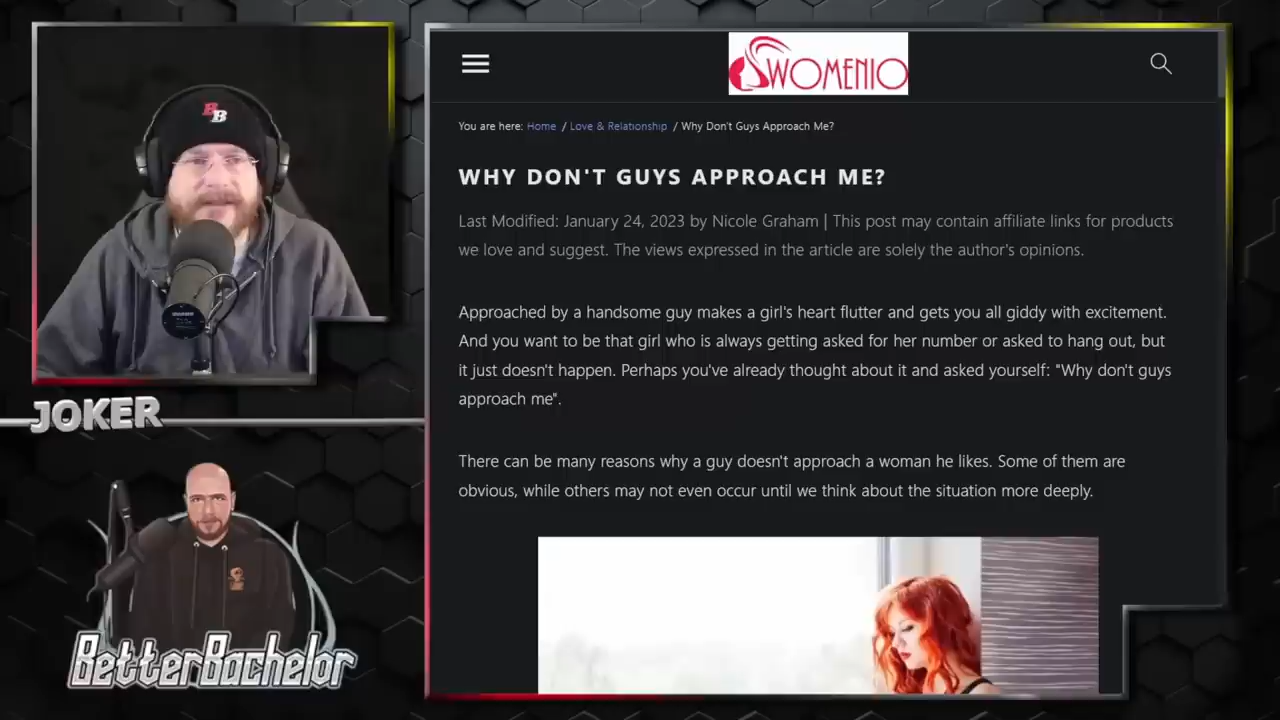 BB
JOKER
BetterBachelor
WOMENIO
You are here: Home / Love & Relationship / Why Don't Guys Approach Me?
WHY DON'T GUYS APPROACH ME?
Last Modified: January 24, 2023 by Nicole Graham | This post may contain affiliate links for products
we love and suggest. The views expressed in the article are solely the author's opinions.
Approached by a handsome guy makes a girl's heart flutter and gets you all giddy with excitement.
And you want to be that girl who is always getting asked for her number or asked to hang out, but
it just doesn't happen. Perhaps you've already thought about it and asked yourself: "Why don't guys
approach me".
There can be many reasons why a guy doesn't approach a woman he likes. Some of them are
obvious, while others may not even occur until we think about the situation more deeply.